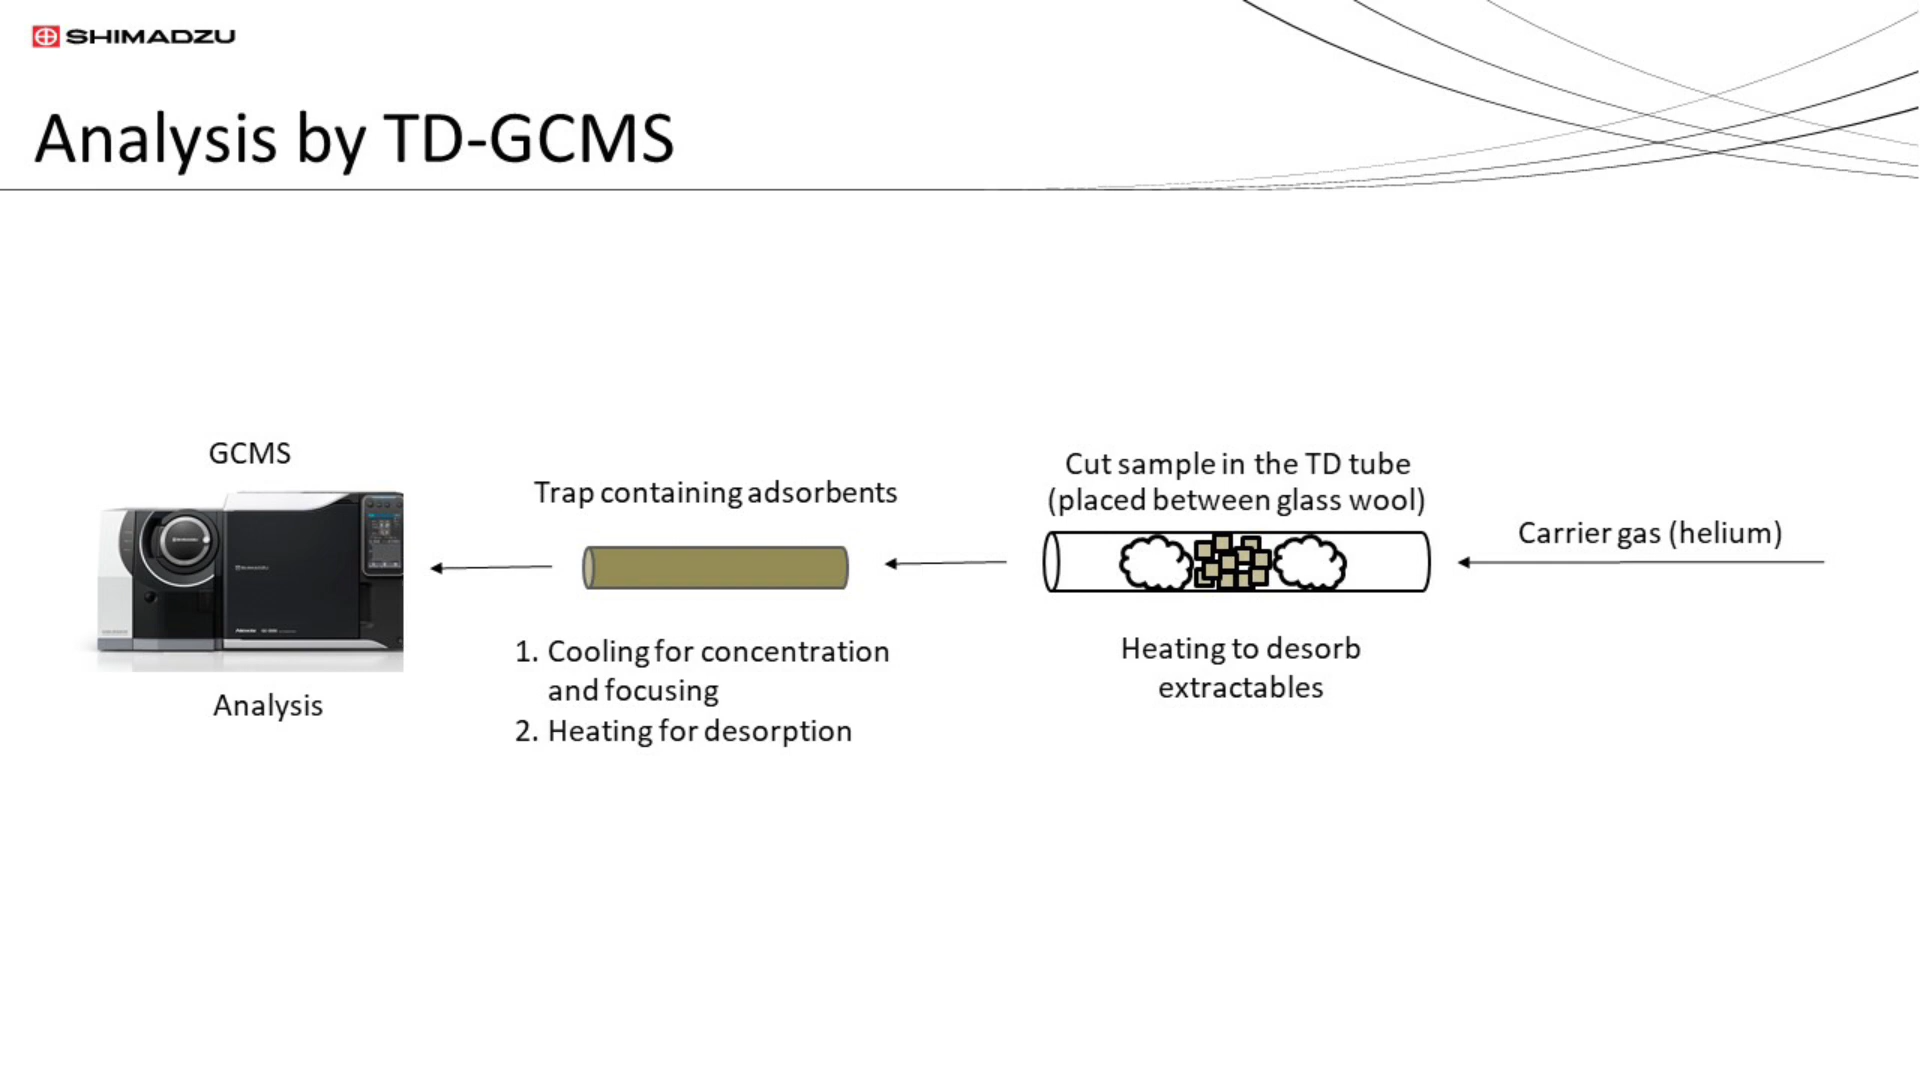 SHIMADZU
Analysis by TD-GCMS
GCMS
Analysis
Trap containing adsorbents
1. Cooling for concentration
and focusing
2. Heating for desorption
Cut sample in the TD tube
(placed between glass wool)
Heating to desorb
extractables
Carrier gas (helium)